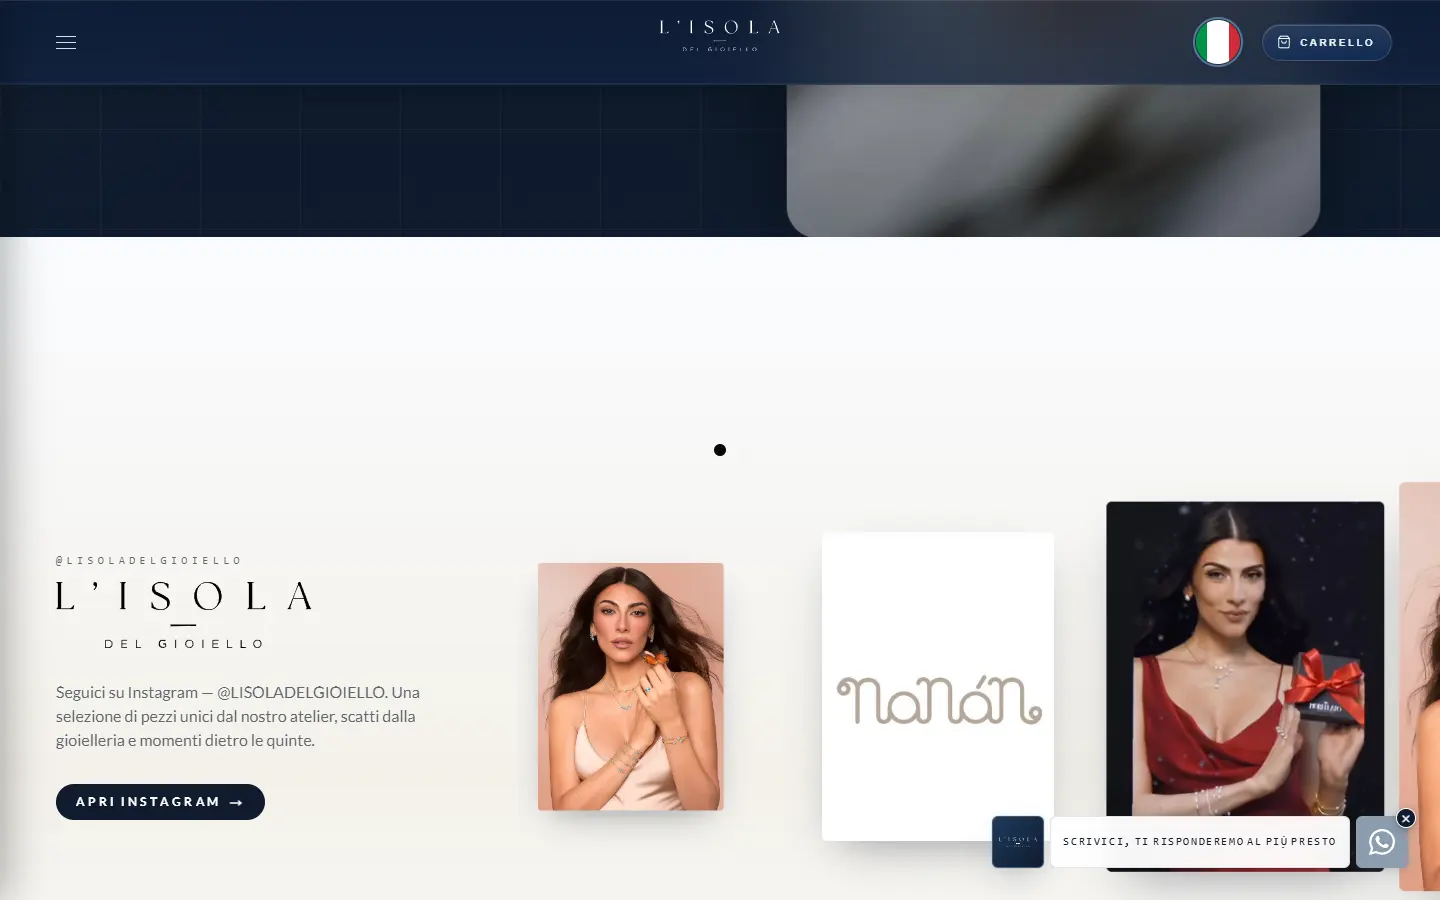 L'ISOLA
DEL GIOIELLO
CARRELLO
@LISOLADELGIOIELLO
L'ISOLA
DEL GIOIELLO
Seguici su Instagram — @LISOLADELGIOIELLO. Una
selezione di pezzi unici dal nostro atelier, scatti dalla
gioielleria e momenti dietro le quinte.
APRI INSTAGRAM →
nanán
L'ISOLA
SCRIVICI, TI RISPONDEREMO AL PIÙ PRESTO